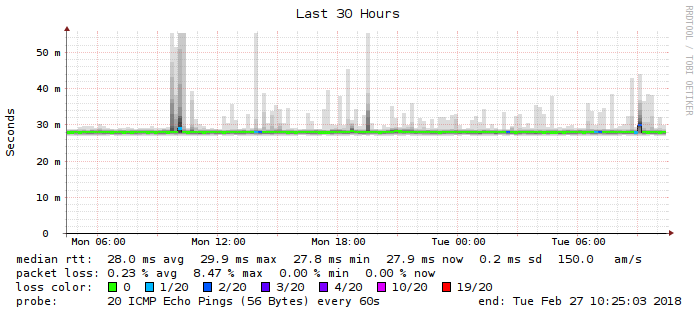 Last 30 Hours
RRDTOOL / TOBI OETIKER
Seconds
50 m
40 m
30 m
20 m
10 m
0
Mon 06:00 Mon 12:00 Mon 18:00 Tue 00:00 Tue 06:00
median rtt: 28.0 ms avg 29.9 ms max 27.8 ms min 27.9 ms now 0.2 ms sd 150.0 am/s
packet loss: 0.23 % avg 8.47 % max 0.00 % min 0.00 % now
loss color: 0 1/20 2/20 3/20 4/20 10/20 19/20
probe: 20 ICMP Echo Pings (56 Bytes) every 60s end: Tue Feb 27 10:25:03 2018